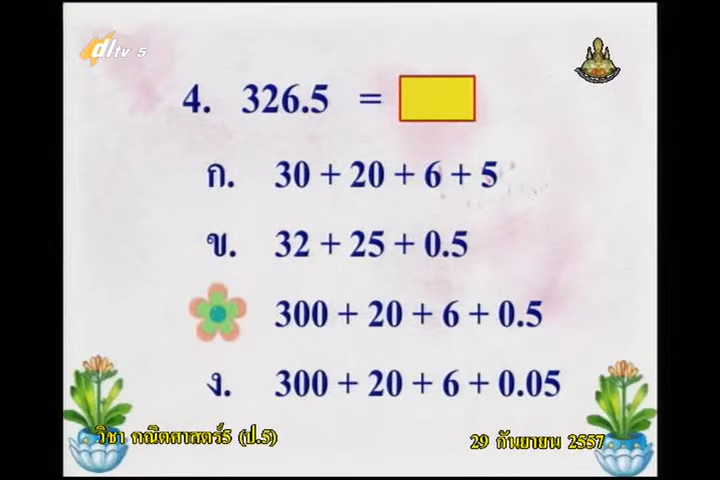 dltv 5
4. 326.5 =
ก. 30 + 20 + 6 + 5
ข. 32 + 25 + 0.5
300 + 20 + 6 + 0.5
ง. 300 + 20 + 6 + 0.05
วิชา คณิตศาสตร์5 (ป.5)
29 กันยายน 2557